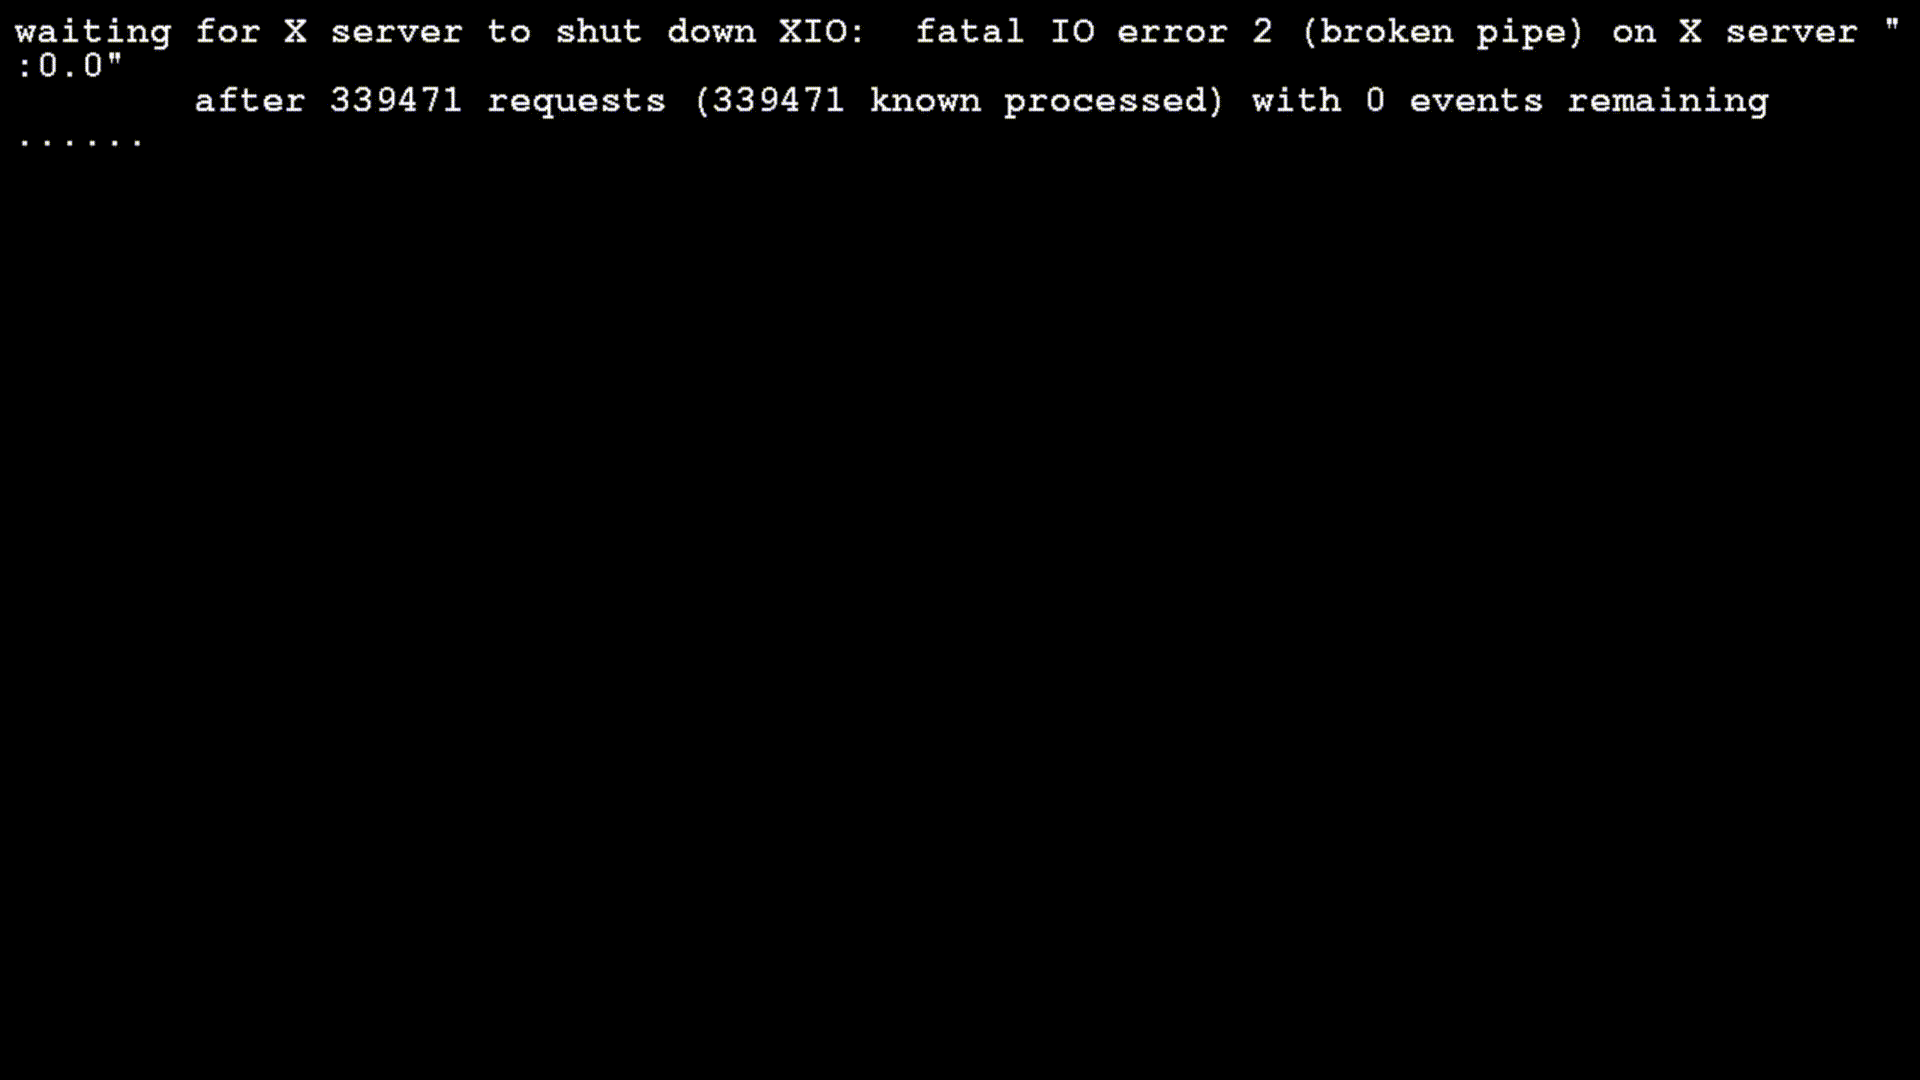 waiting for X server to shut down XIO:  fatal IO error 2 (broken pipe) on X server "
:0.0"
        after 339471 requests (339471 known processed) with 0 events remaining
......